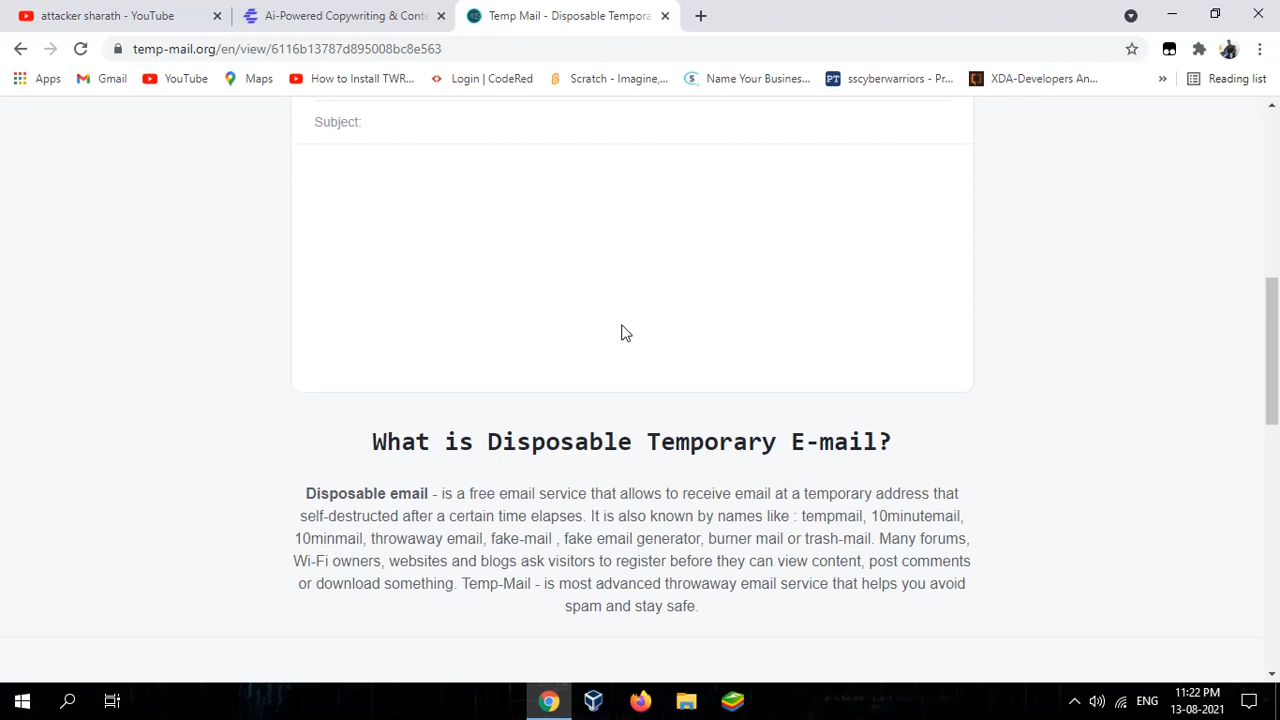 attacker sharath - YouTube
Ai-Powered Copywriting & Conte
Temp Mail - Disposable Tempora
temp-mail.org/en/view/6116b13787d895008bc8e563
Apps
Gmail
YouTube
Maps
How to Install TWR...
Login | CodeRed
Scratch - Imagine,...
Name Your Busines...
PT
sscyberwarriors - Pr...
XDA-Developers An...
»
Reading list
Subject:
What is Disposable Temporary E-mail?
Disposable email - is a free email service that allows to receive email at a temporary address that
self-destructed after a certain time elapses. It is also known by names like : tempmail, 10minutemail,
10minmail, throwaway email, fake-mail , fake email generator, burner mail or trash-mail. Many forums,
Wi-Fi owners, websites and blogs ask visitors to register before they can view content, post comments
or download something. Temp-Mail - is most advanced throwaway email service that helps you avoid
spam and stay safe.
ENG
11:22 PM
13-08-2021